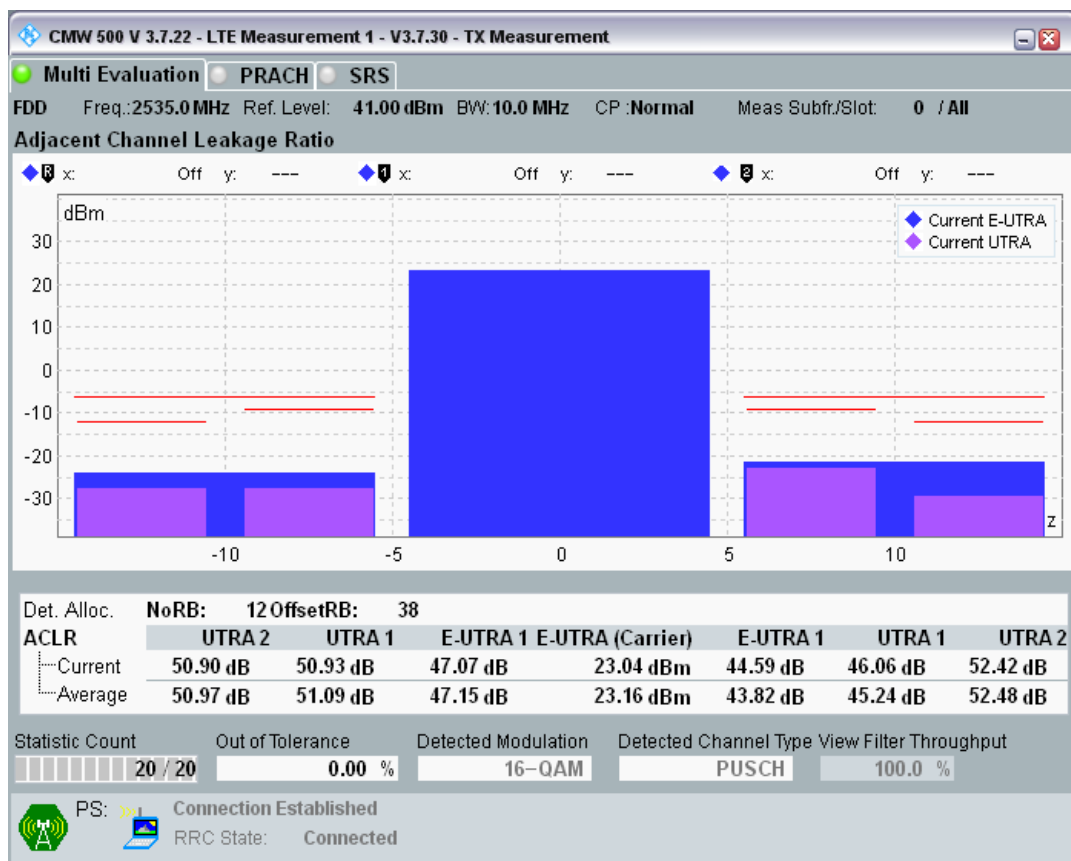 CMW 500 V 3.7.22 - LTE Measurement 1 - V3.7.30 - TX Measurement
Multi Evaluation PRACH SRS
FDD Freq.:2535.0 MHz Ref. Level: 41.00 dBm BW: 10.0 MHz CP :Normal Meas Subfr./Slot: 0 / All
Adjacent Channel Leakage Ratio
R x: Off y: --- 1 x: Off y: --- 2 x: Off y: ---
dBm
Current E-UTRA
Current UTRA
30
20
10
0
-10
-20
-30
z
-10 -5 0 5 10
Det. Alloc. NoRB: 12 OffsetRB: 38
ACLR UTRA 2 UTRA 1 E-UTRA 1 E-UTRA (Carrier) E-UTRA 1 UTRA 1 UTRA 2
Current 50.90 dB 50.93 dB 47.07 dB 23.04 dBm 44.59 dB 46.06 dB 52.42 dB
Average 50.97 dB 51.09 dB 47.15 dB 23.16 dBm 43.82 dB 45.24 dB 52.48 dB
Statistic Count Out of Tolerance Detected Modulation Detected Channel Type View Filter Throughput
20 / 20 0.00 % 16-QAM PUSCH 100.0 %
PS: Connection Established
RRC State: Connected